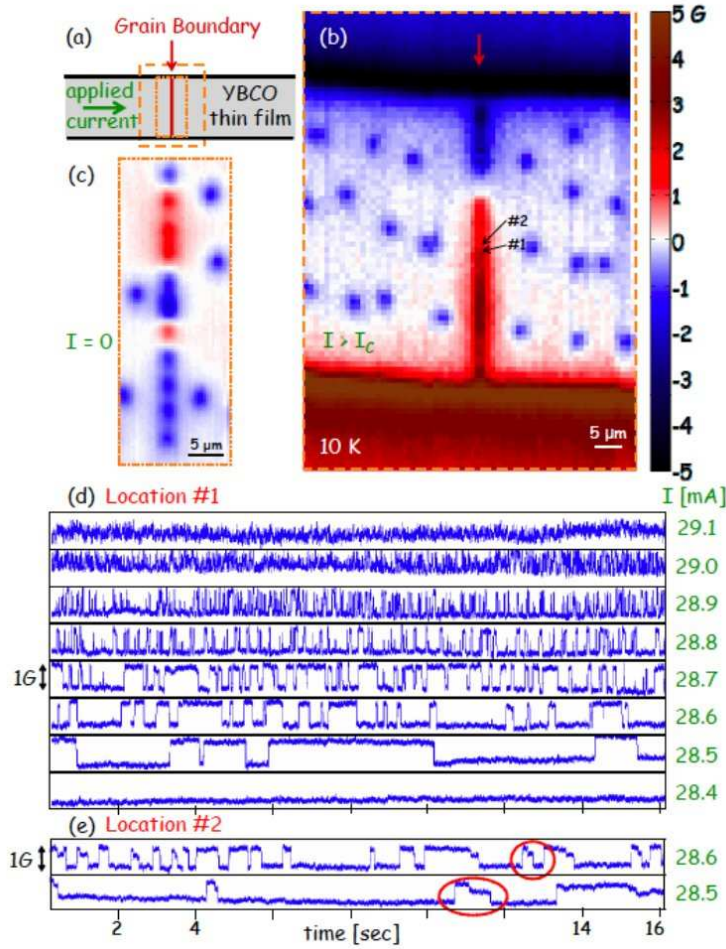 (a)
Grain Boundary
applied
current
YBCO
thin film
(b)
#2
#1
I > Ic
10 K
5 μm
5 G
4
3
2
1
0
-1
-2
-3
-4
-5
(c)
I = 0
5 μm
(d) Location #1
I [mA]
29.1
29.0
28.9
28.8
1G
28.7
28.6
28.5
28.4
(e) Location #2
1G
28.6
28.5
2 4 time [sec] 14 16